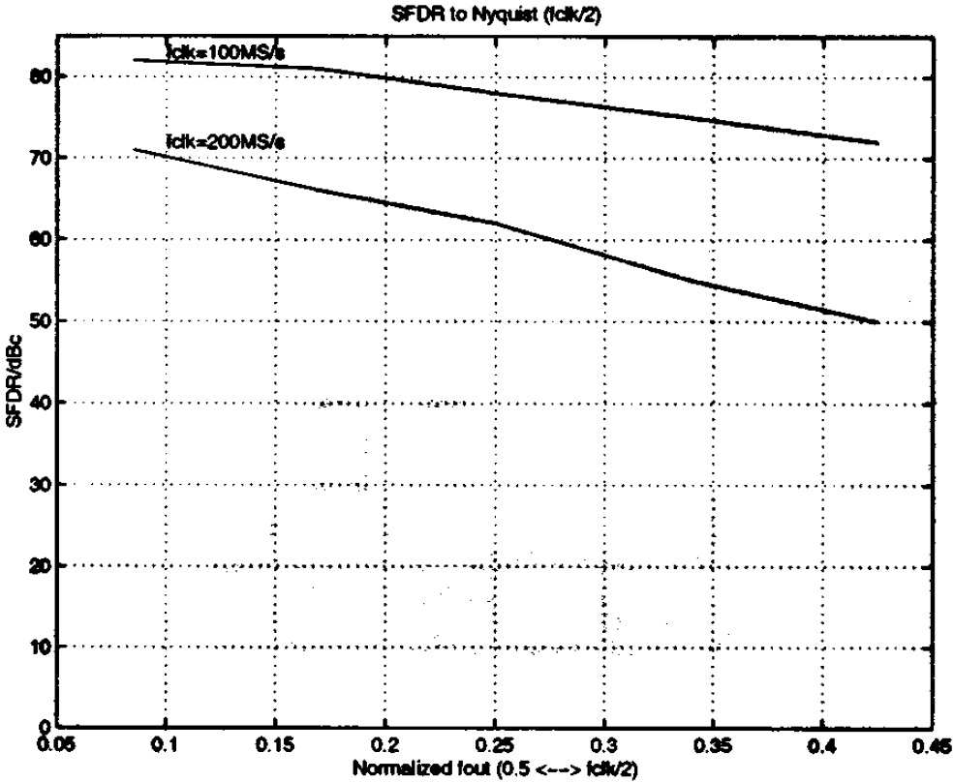 SFDR to Nyquist (fclk/2)
fclk=100MS/s
fclk=200MS/s
SFDR/dBc
80
70
60
50
40
30
20
10
0
0.05 0.1 0.15 0.2 0.25 0.3 0.35 0.4 0.45
Normalized fout (0.5 <--> fclk/2)